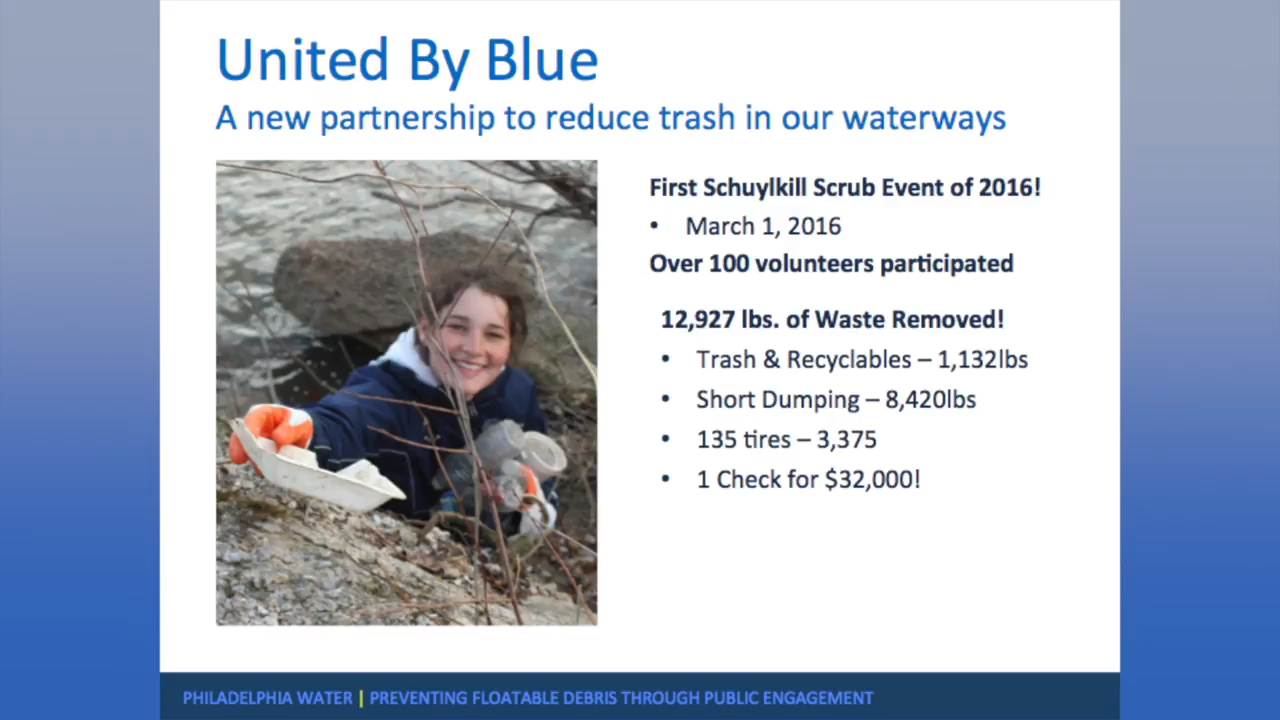 United By Blue
A new partnership to reduce trash in our waterways
First Schuylkill Scrub Event of 2016!
• March 1, 2016
Over 100 volunteers participated
12,927 lbs. of Waste Removed!
• Trash & Recyclables – 1,132lbs
• Short Dumping – 8,420lbs
• 135 tires – 3,375
• 1 Check for $32,000!
PHILADELPHIA WATER | PREVENTING FLOATABLE DEBRIS THROUGH PUBLIC ENGAGEMENT